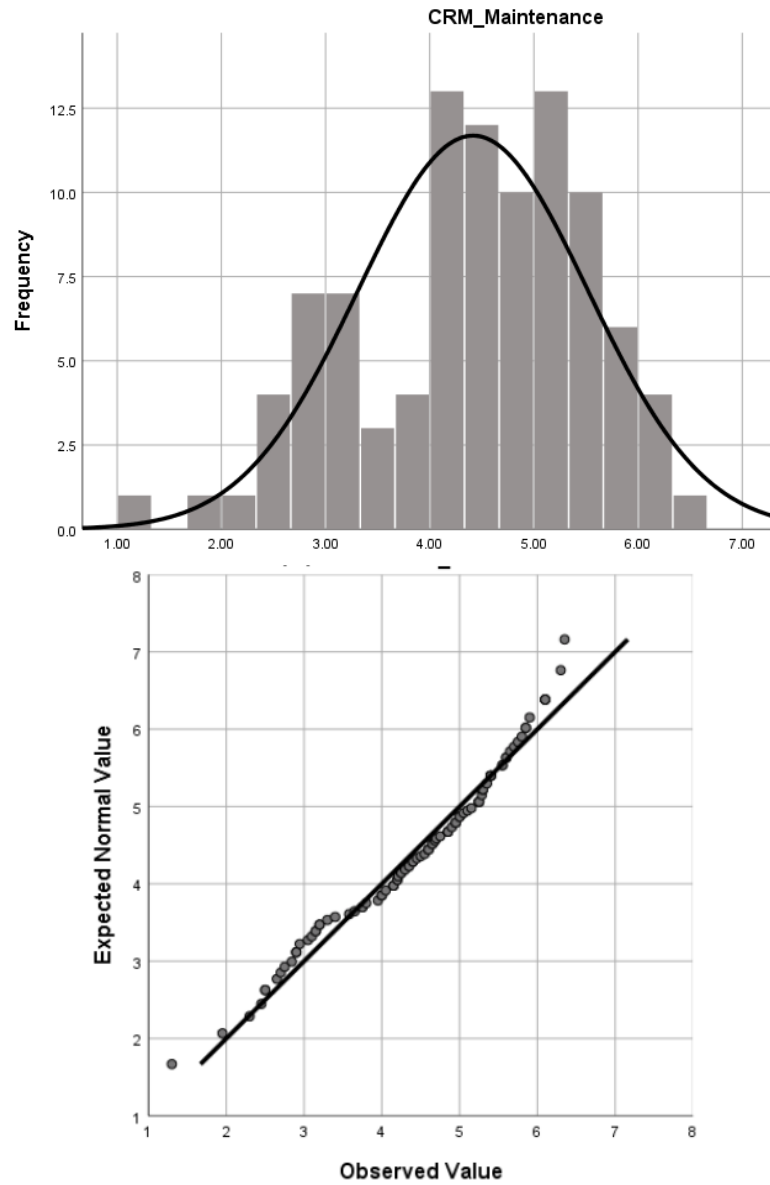 CRM_Maintenance
12.5
10.0
7.5
5.0
2.5
0.0
Frequency
1.00 2.00 3.00 4.00 5.00 6.00 7.00
8
7
6
5
4
3
2
1
Expected Normal Value
1 2 3 4 5 6 7 8
Observed Value